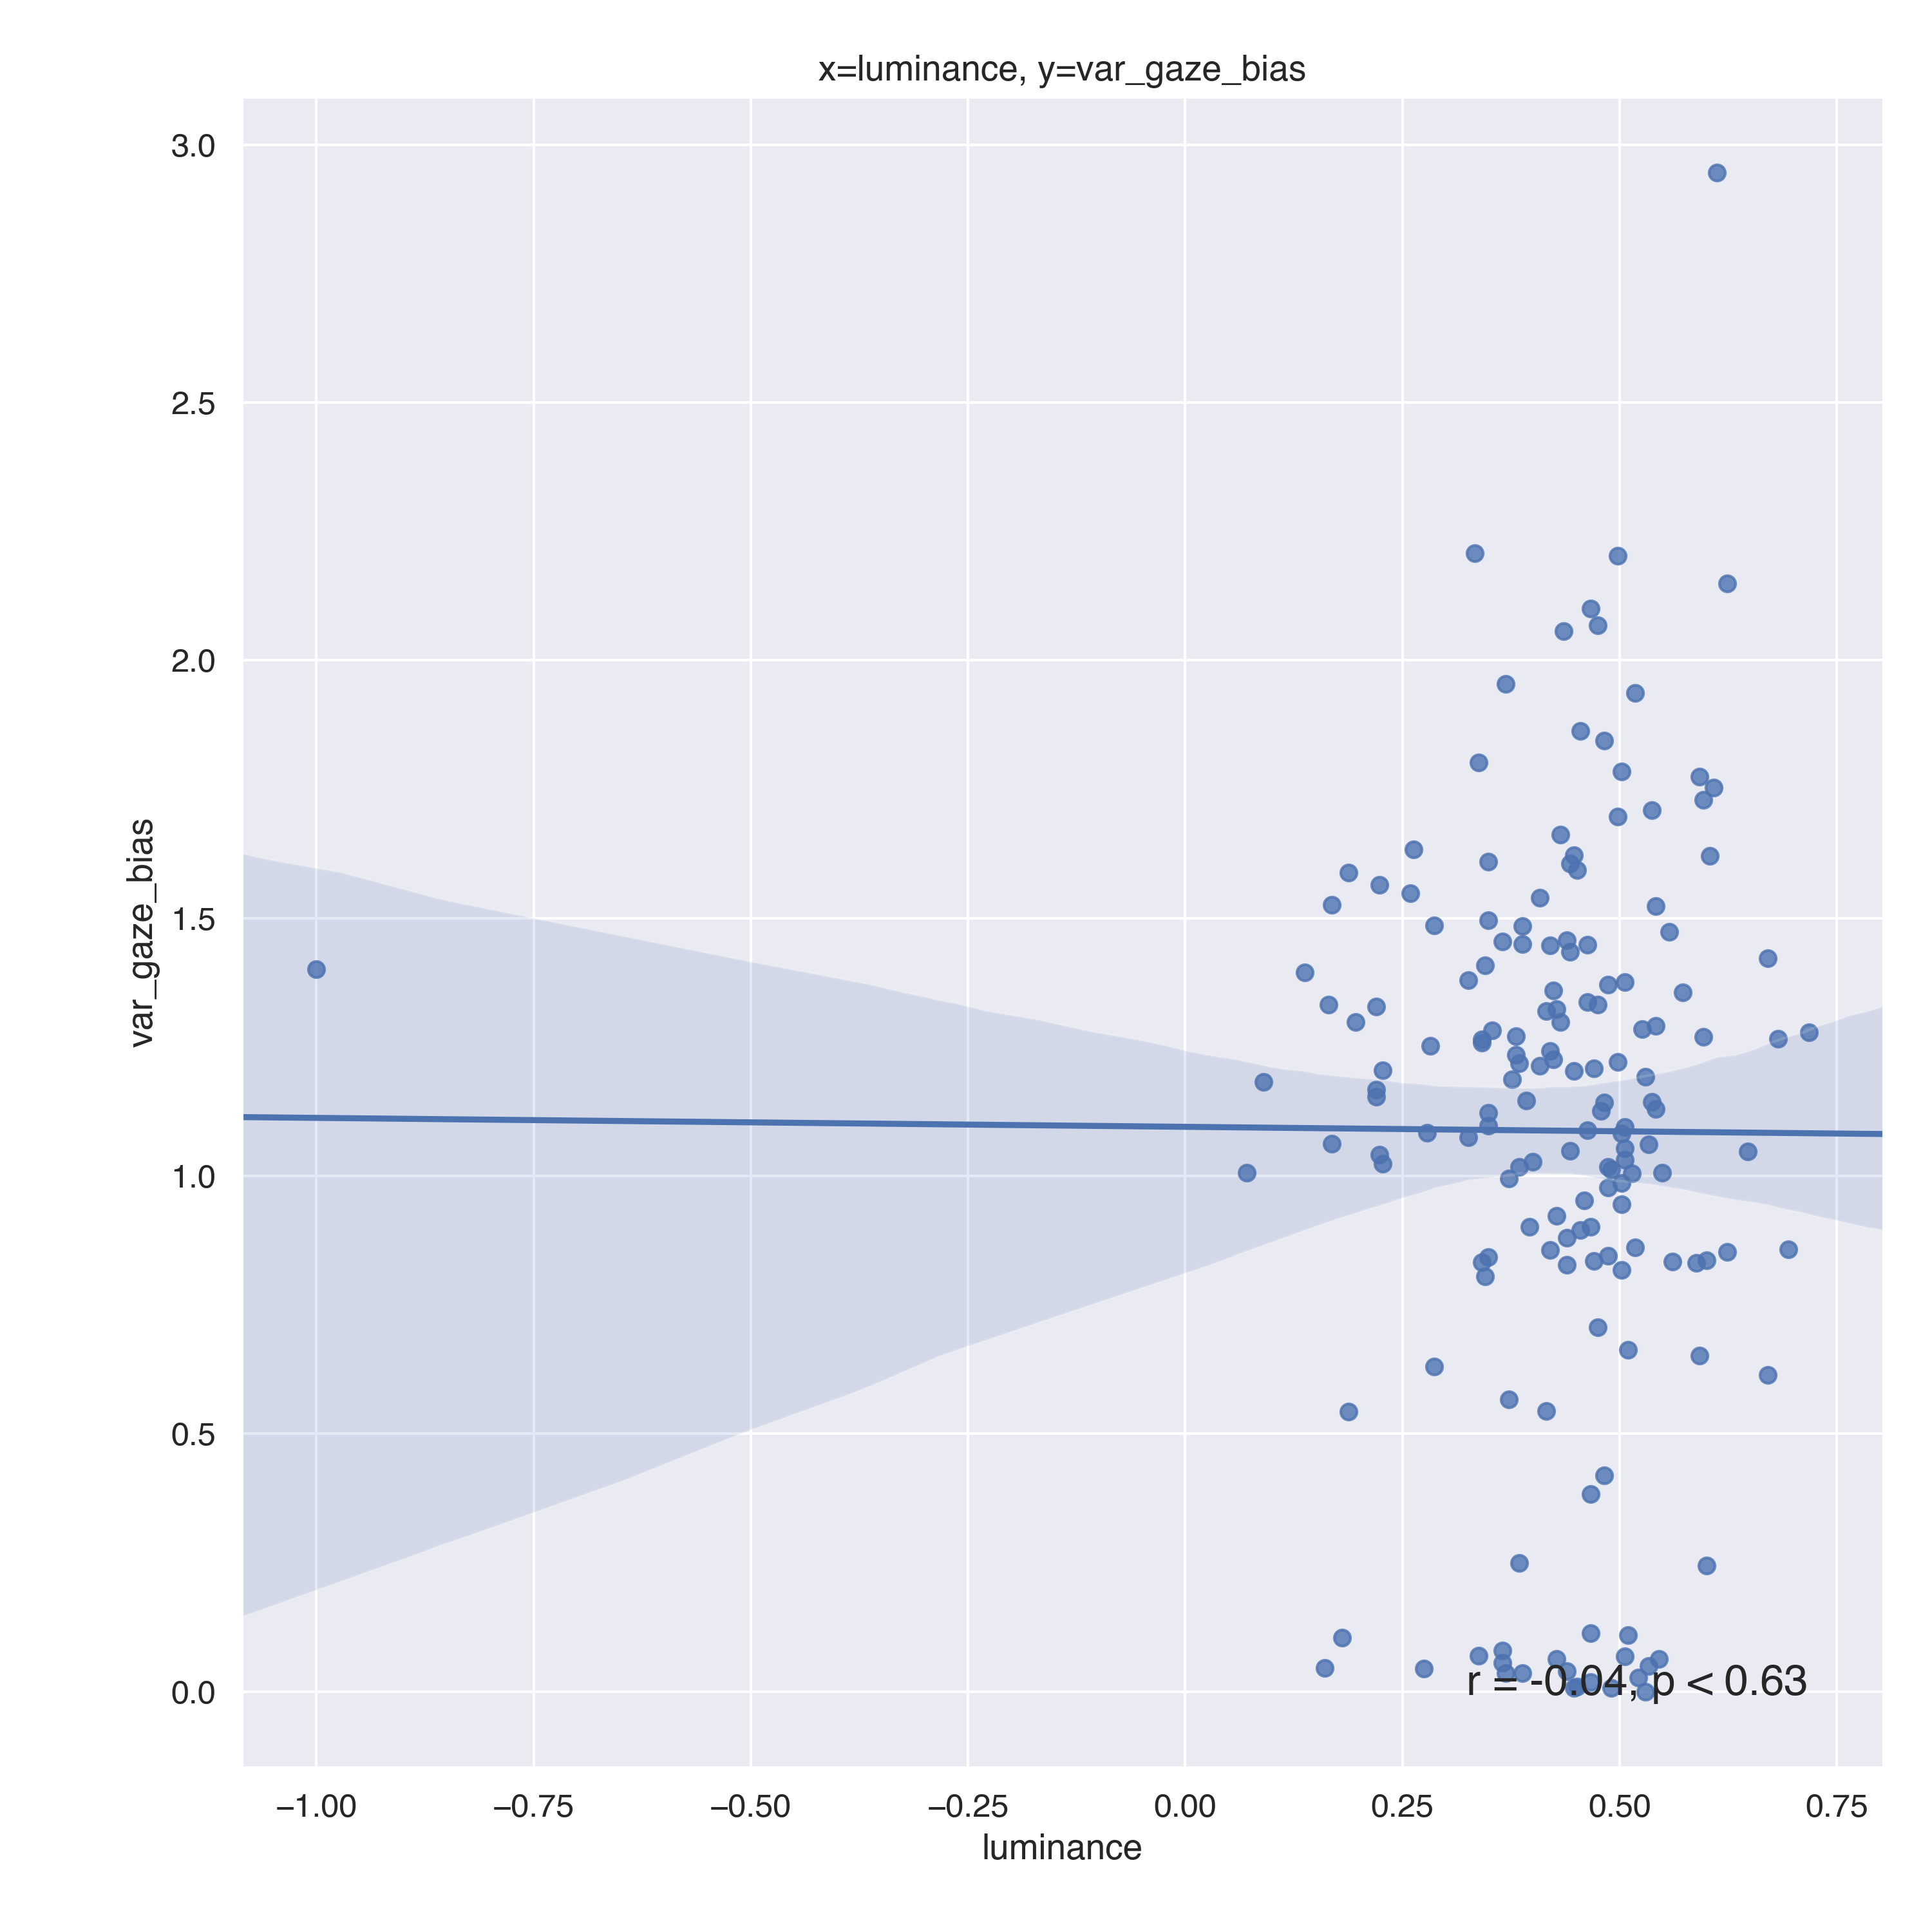 x=luminance, y=var_gaze_bias
3.0
2.5
2.0
1.5
1.0
0.5
0.0
var_gaze_bias
r = -0.04, p < 0.63
−1.00 −0.75 −0.50 −0.25 0.00 0.25 0.50 0.75
luminance